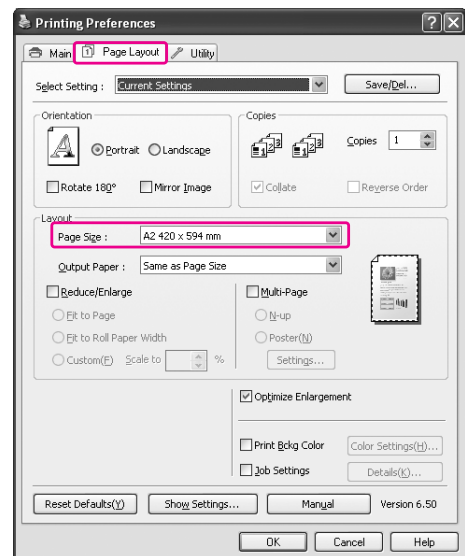 Printing Preferences
Main Page Layout Utility
Select Setting : Current Settings Save/Del...
Orientation Copies
Portrait Landscape Copies 1
Rotate 180° Mirror Image Collate Reverse Order
Layout
Page Size : A2 420 x 594 mm
Output Paper : Same as Page Size
Reduce/Enlarge Multi-Page
Fit to Page N-up
Fit to Roll Paper Width Poster(N)
Custom(F) Scale to % Settings...
Optimize Enlargement
Print Bckg Color Color Settings(H)...
Job Settings Details(K)...
Reset Defaults(Y) Show Settings... Manual Version 6.50
OK Cancel Help